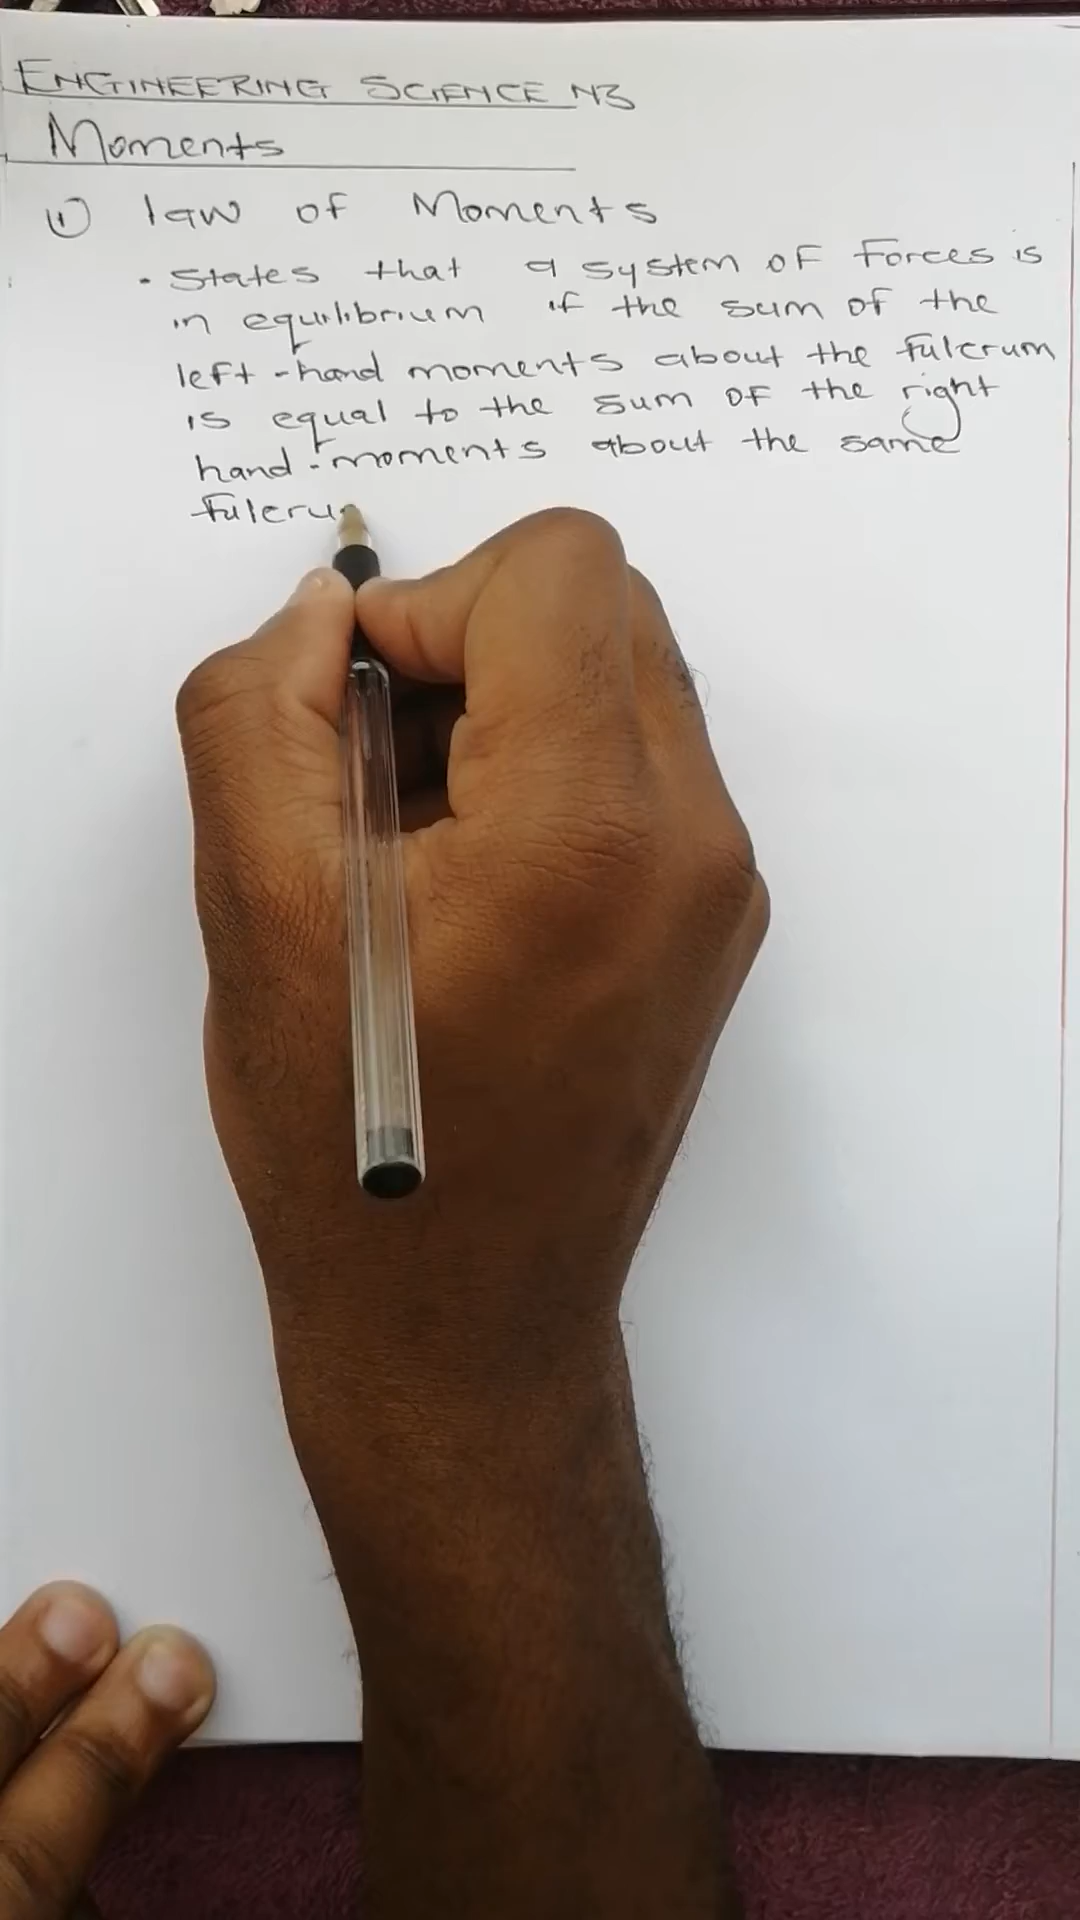 ENGINEERING SCIENCE N3
Moments
① law of Moments
• States that a system of Forces is
in equilibrium if the sum of the
left-hand moments about the fulcrum
is equal to the sum of the right
hand-moments about the same
fulcru